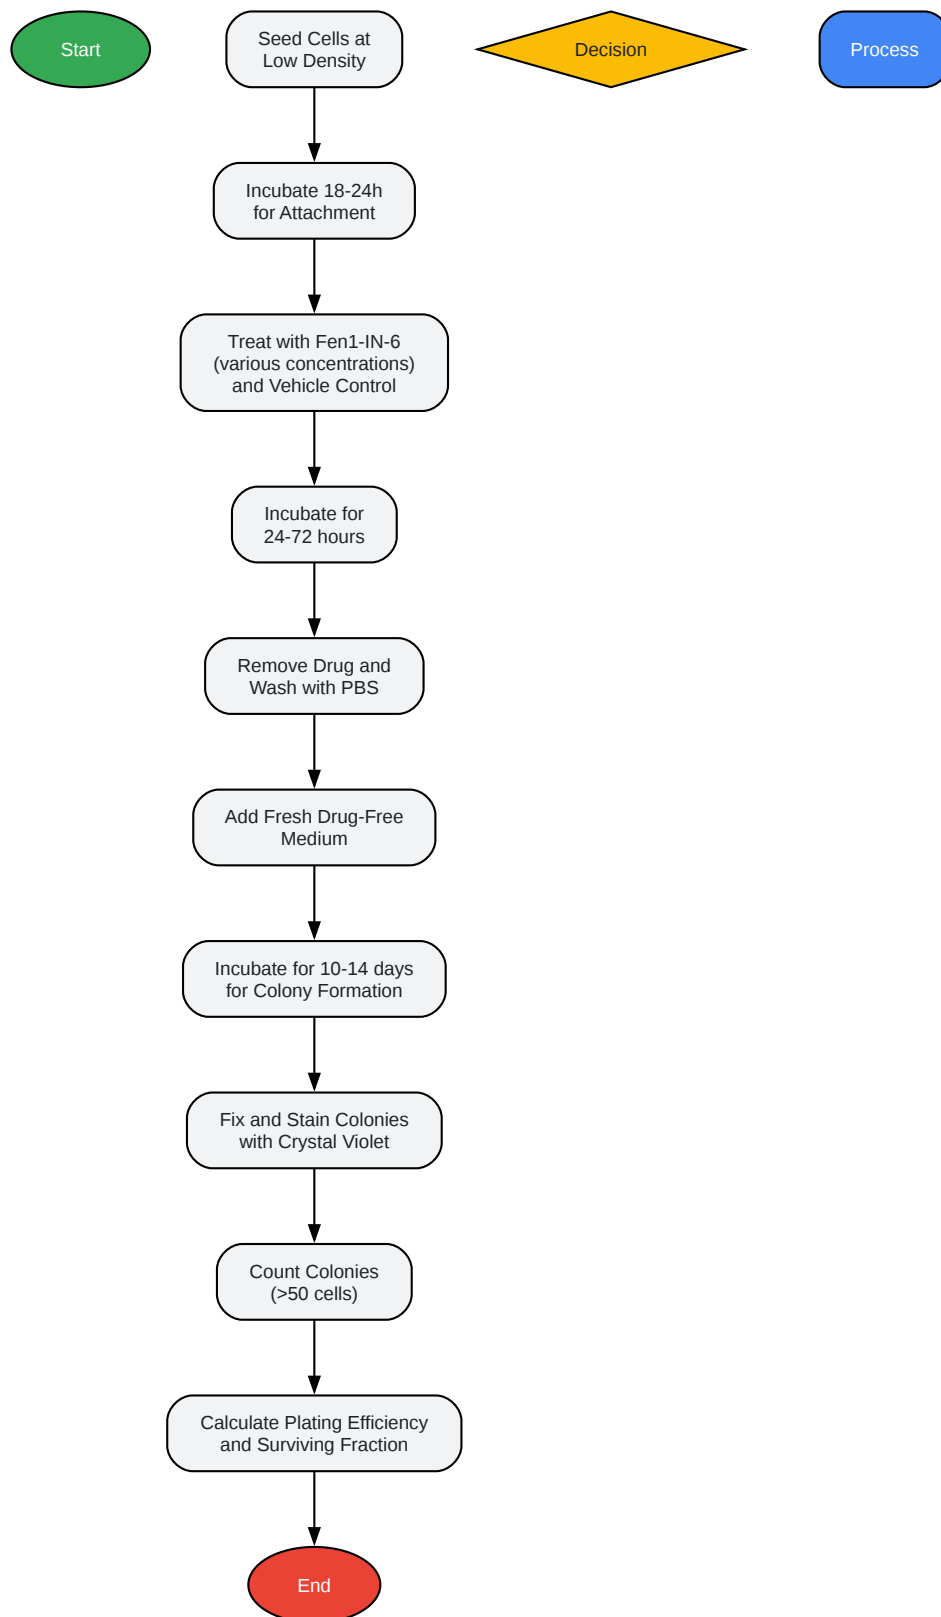 Start
Seed Cells at
Low Density
Decision
Process
Incubate 18-24h
for Attachment
Treat with Fen1-IN-6
(various concentrations)
and Vehicle Control
Incubate for
24-72 hours
Remove Drug and
Wash with PBS
Add Fresh Drug-Free
Medium
Incubate for 10-14 days
for Colony Formation
Fix and Stain Colonies
with Crystal Violet
Count Colonies
(>50 cells)
Calculate Plating Efficiency
and Surviving Fraction
End